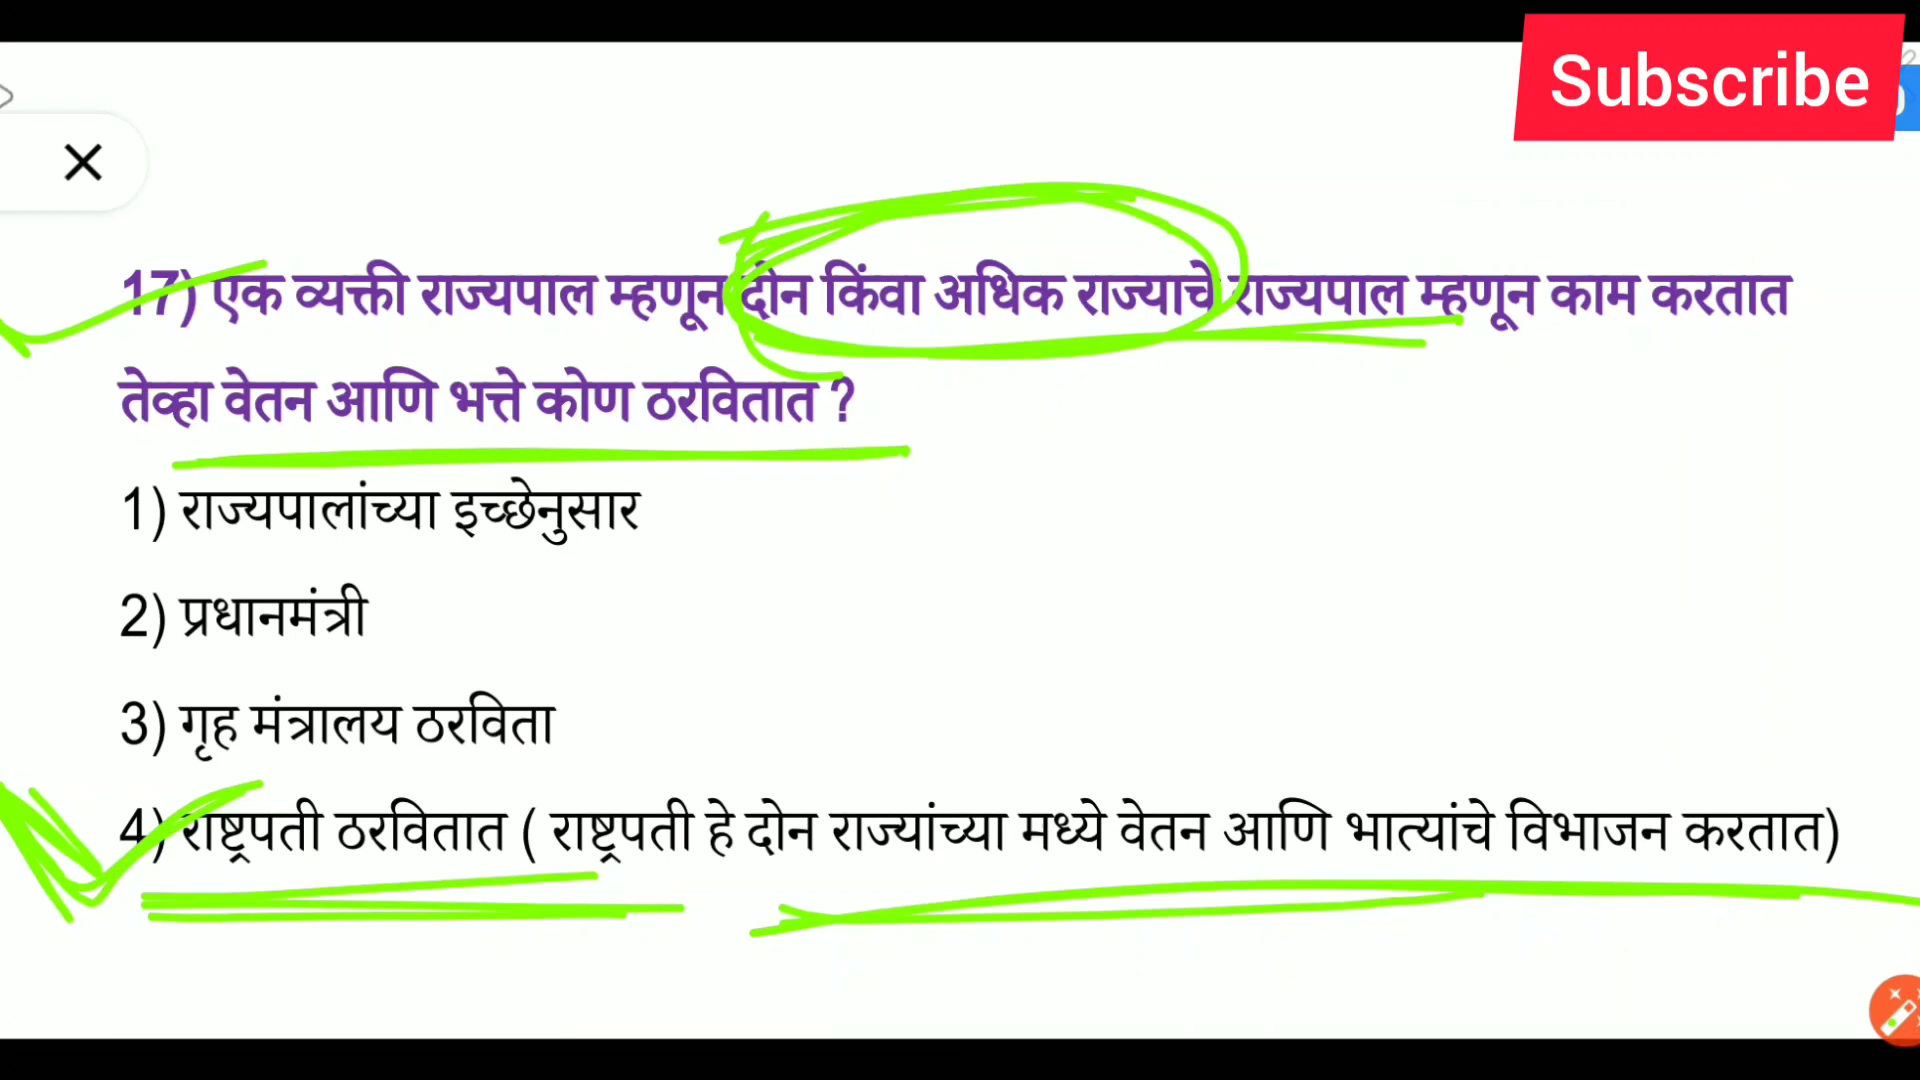 Subscribe
17) एक व्यक्ती राज्यपाल म्हणून दोन किंवा अधिक राज्याचे राज्यपाल म्हणून काम करतात
तेव्हा वेतन आणि भत्ते कोण ठरवितात ?
1) राज्यपालांच्या इच्छेनुसार
2) प्रधानमंत्री
3) गृह मंत्रालय ठरविता
4) राष्ट्रपती ठरवितात ( राष्ट्रपती हे दोन राज्यांच्या मध्ये वेतन आणि भात्यांचे विभाजन करतात)